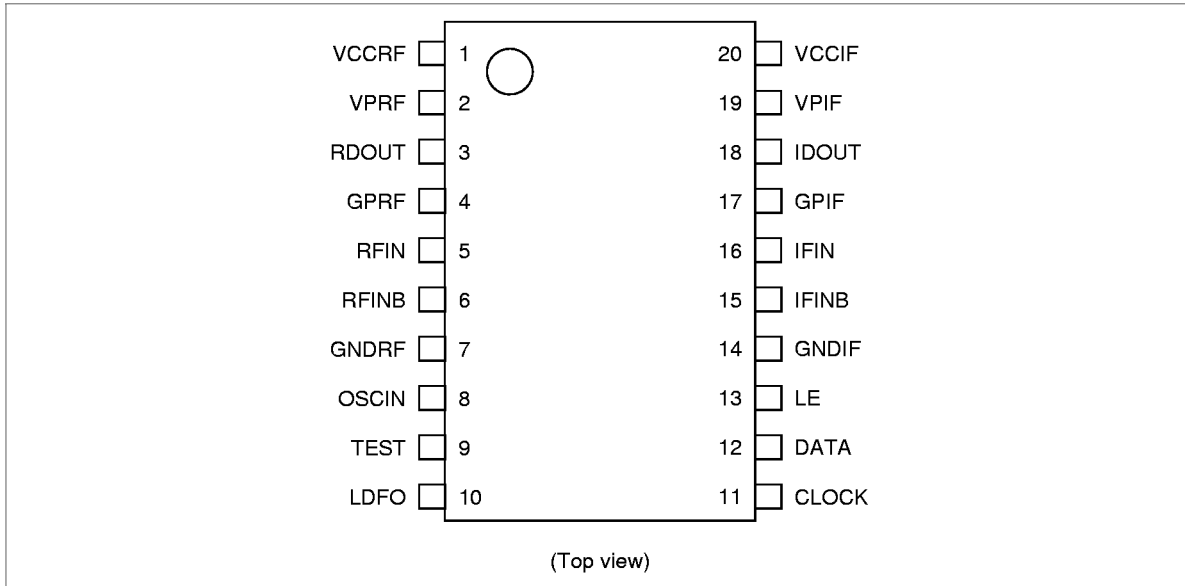 VCCRF 1 20 VCCIF
VPRF 2 19 VPIF
RDOUT 3 18 IDOUT
GPRF 4 17 GPIF
RFIN 5 16 IFIN
RFINB 6 15 IFINB
GNDRF 7 14 GNDIF
OSCIN 8 13 LE
TEST 9 12 DATA
LDFO 10 11 CLOCK
(Top view)